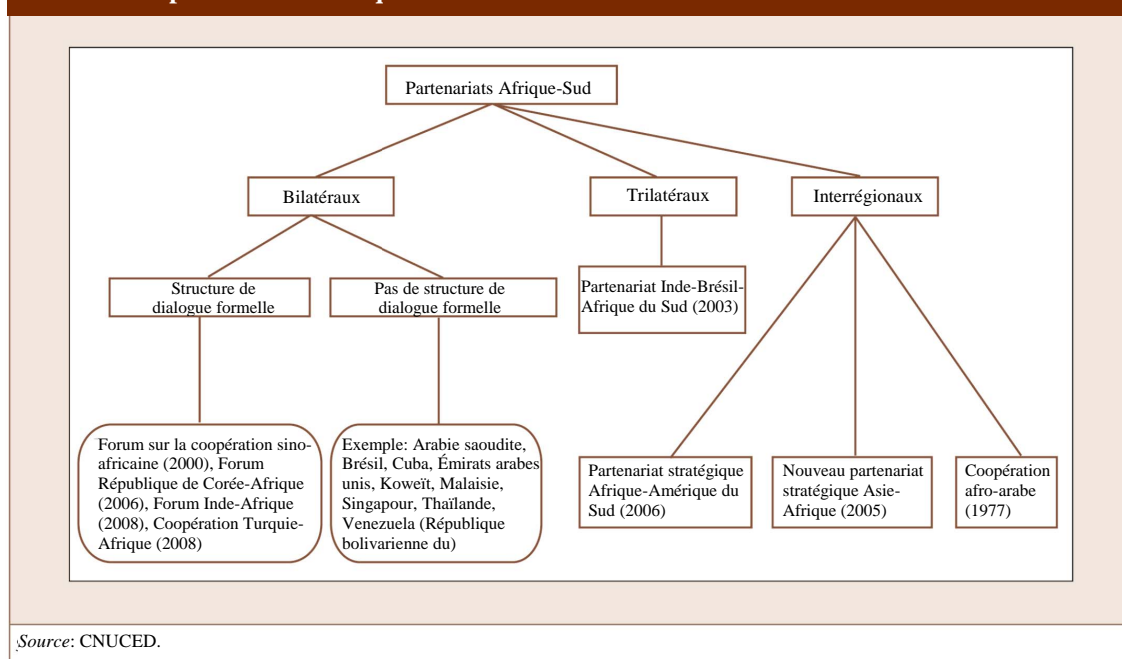 Partenariats Afrique-Sud
Bilatéraux
Trilatéraux
Interrégionaux
Structure de
dialogue formelle
Pas de structure de
dialogue formelle
Partenariat Inde-Brésil-
Afrique du Sud (2003)
Forum sur la coopération sino-
africaine (2000), Forum
République de Corée-Afrique
(2006), Forum Inde-Afrique
(2008), Coopération Turquie-
Afrique (2008)
Exemple: Arabie saoudite,
Brésil, Cuba, Émirats arabes
unis, Koweït, Malaisie,
Singapour, Thaïlande,
Venezuela (République
bolivarienne du)
Partenariat stratégique
Afrique-Amérique du
Sud (2006)
Nouveau partenariat
stratégique Asie-
Afrique (2005)
Coopération
afro-arabe
(1977)
Source: CNUCED.